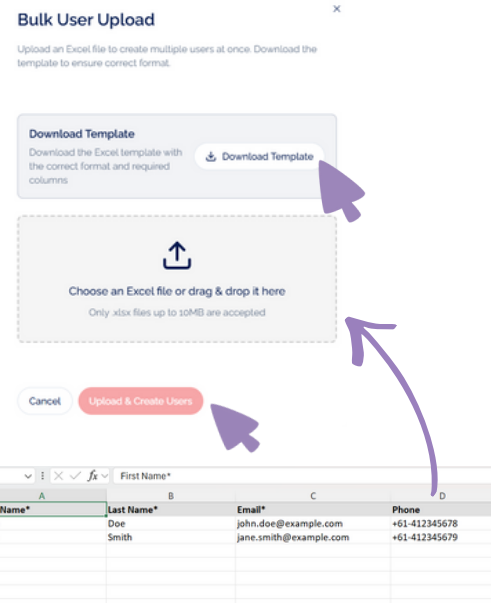 Bulk User Upload
Upload an Excel file to create multiple users at once. Download the
template to ensure correct format.
Download Template
Download the Excel template with
the correct format and required
columns
Download Template
Choose an Excel file or drag & drop it here
Only .xlsx files up to 10MB are accepted
Cancel Upload & Create Users
fx First Name*
A B C D
Name* Last Name* Email* Phone
Doe john.doe@example.com +61-412345678
Smith jane.smith@example.com +61-412345679